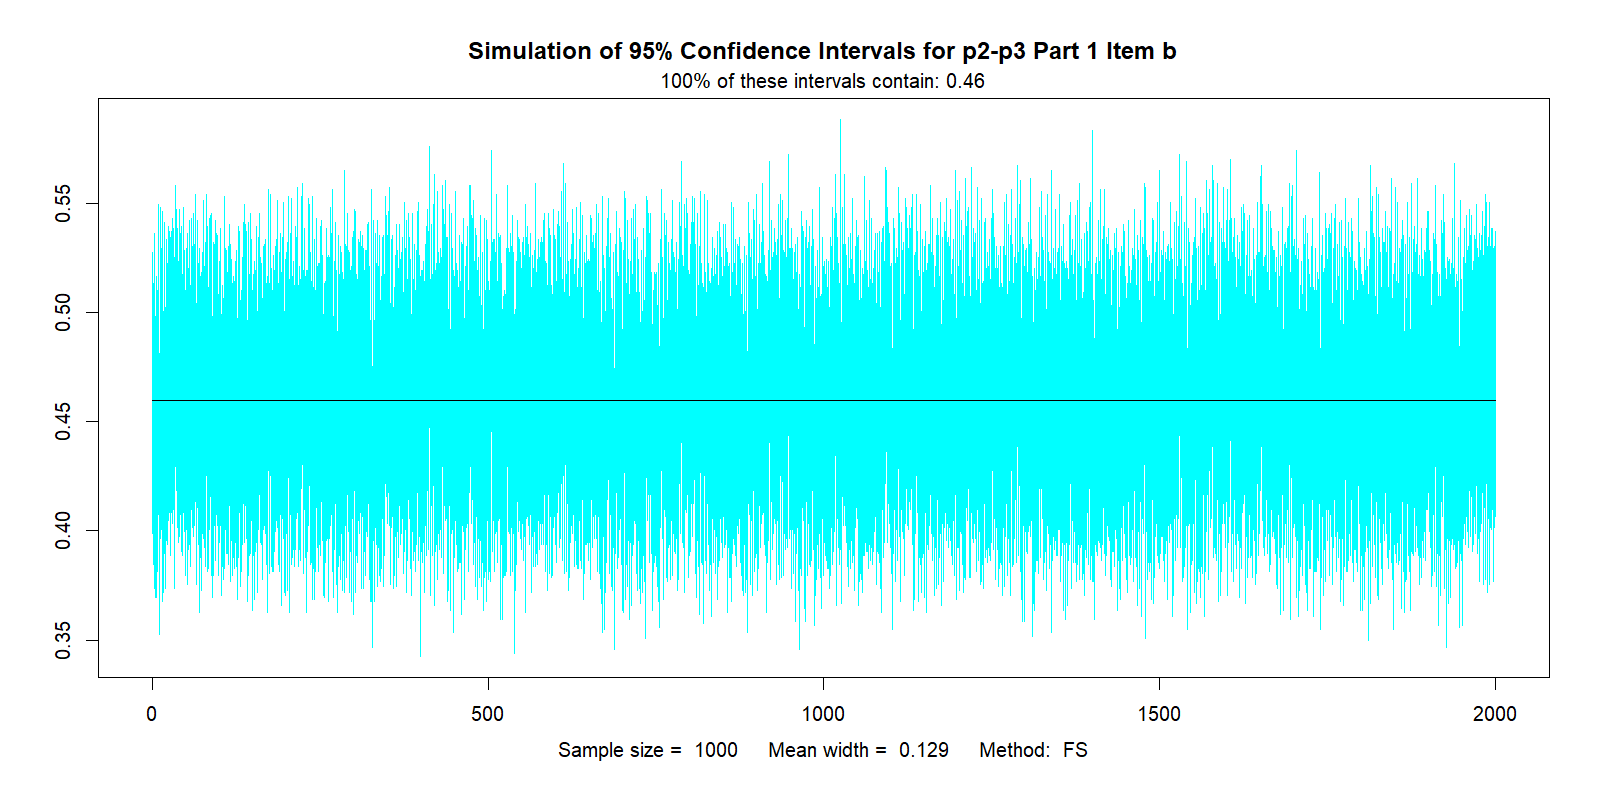 Simulation of 95% Confidence Intervals for p2-p3 Part 1 Item b
100% of these intervals contain: 0.46
0.55
0.50
0.45
0.40
0.35
0 500 1000 1500 2000
Sample size = 1000 Mean width = 0.129 Method: FS